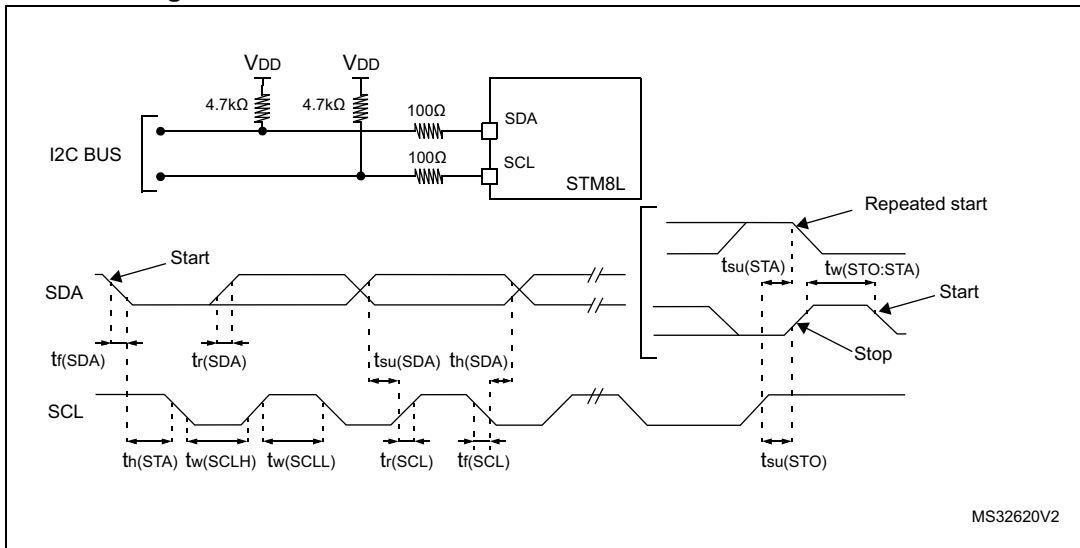 VDD VDD
4.7kΩ 4.7kΩ 100Ω
SDA
I2C BUS
100Ω
SCL
STM8L
Repeated start
Start
tsu(STA) tw(STO:STA)
SDA
Start
Stop
tf(SDA) tr(SDA) tsu(SDA) th(SDA)
SCL
th(STA) tw(SCLH) tw(SCLL) tr(SCL) tf(SCL) tsu(STO)
MS32620V2